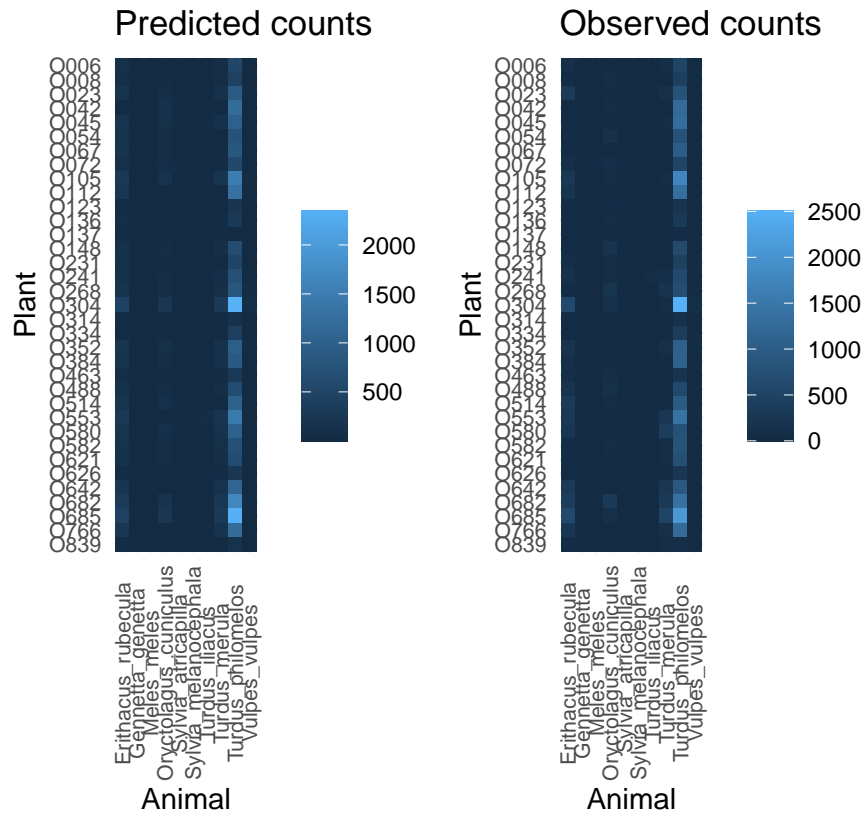 Predicted counts
Plant
O006
O008
O023
O042
O045
O054
O067
O072
O105
O112
O123
O136
O137
O148
O231
O241
O268
O304
O314
O334
O352
O384
O463
O488
O514
O553
O580
O582
O621
O626
O642
O682
O685
O766
O839
Erithacus_rubecula
Gennetta_genetta
Meles_meles
Oryctolagus_cuniculus
Sylvia_atricapilla
Sylvia_melanocephala
Turdus_iliacus
Turdus_merula
Turdus_philomelos
Vulpes_vulpes
Animal
2000
1500
1000
500
Observed counts
Plant
O006
O008
O023
O042
O045
O054
O067
O072
O105
O112
O123
O136
O137
O148
O231
O241
O268
O304
O314
O334
O352
O384
O463
O488
O514
O553
O580
O582
O621
O626
O642
O682
O685
O766
O839
Erithacus_rubecula
Gennetta_genetta
Meles_meles
Oryctolagus_cuniculus
Sylvia_atricapilla
Sylvia_melanocephala
Turdus_iliacus
Turdus_merula
Turdus_philomelos
Vulpes_vulpes
Animal
2500
2000
1500
1000
500
0